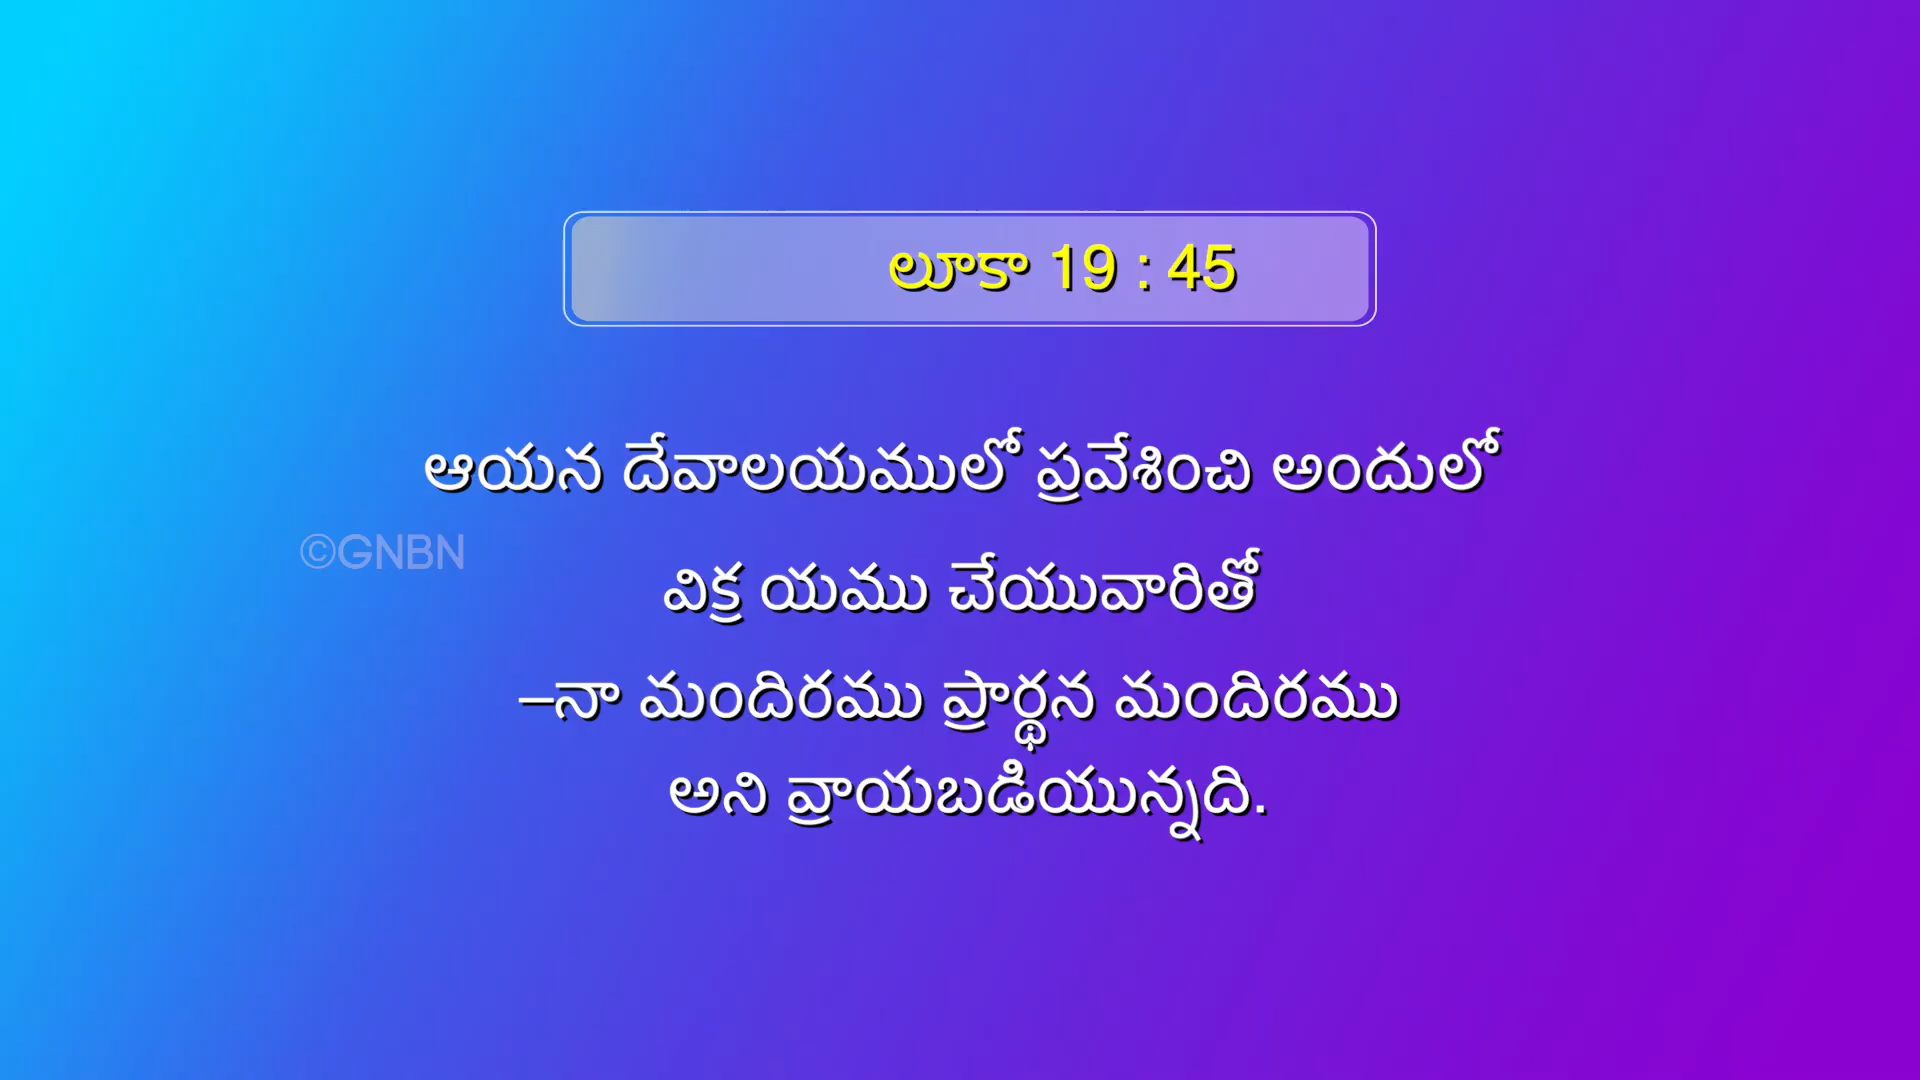 లూకా 19 : 45
ఆయన దేవాలయములో ప్రవేశించి అందులో
©GNBN
విక్ర యము చేయువారితో
–నా మందిరము ప్రార్థన మందిరము
అని వ్రాయబడియున్నది.